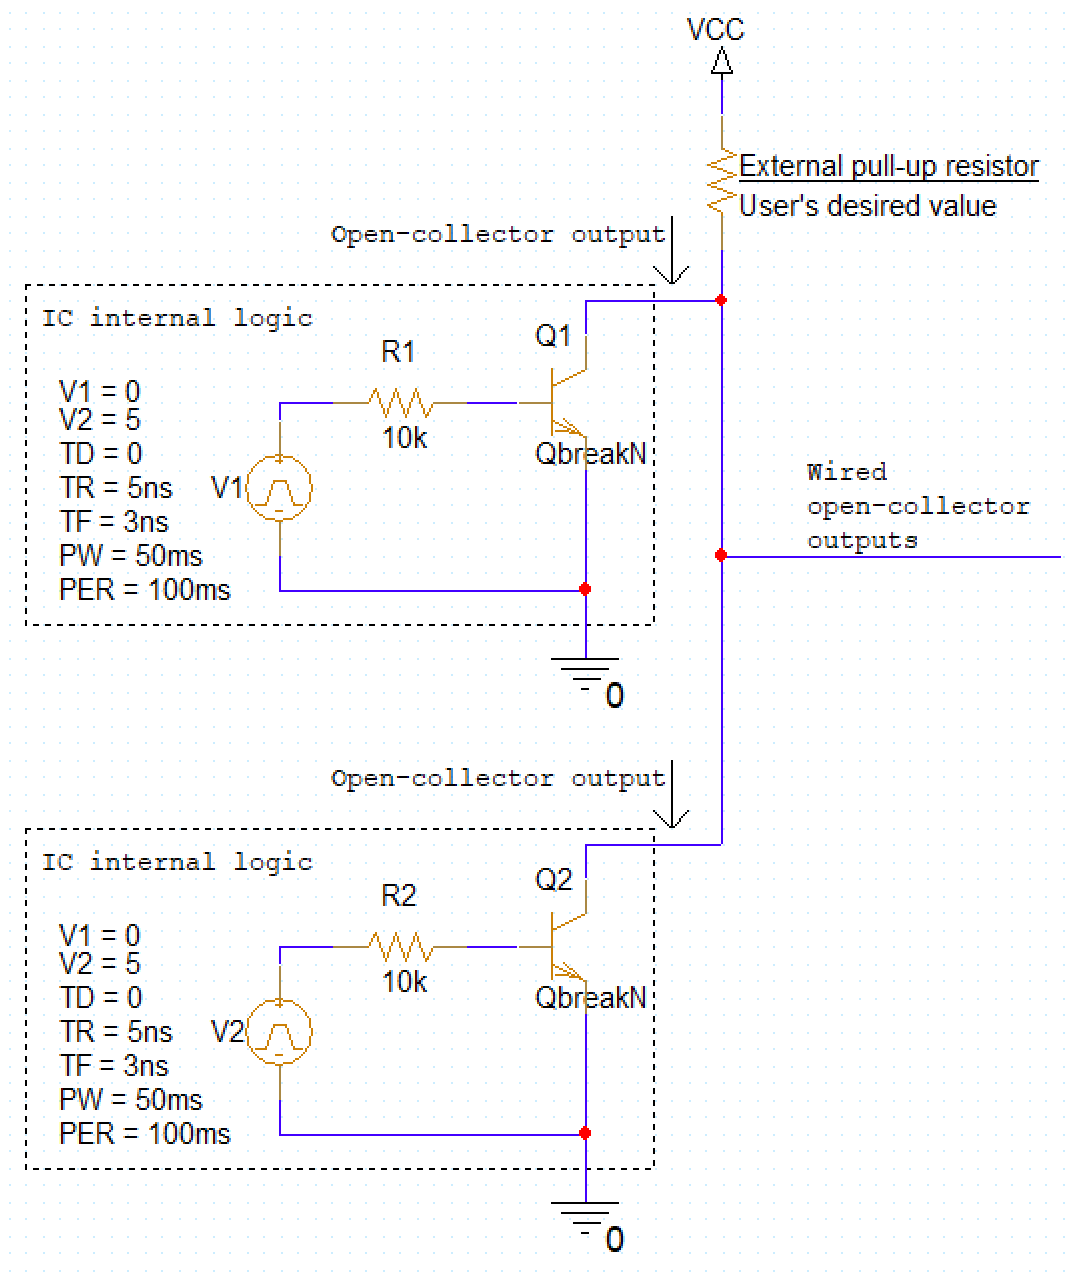 VCC
External pull-up resistor
User's desired value
Open-collector output
IC internal logic
Q1
R1
V1 = 0
V2 = 5
TD = 0
TR = 5ns
TF = 3ns
PW = 50ms
PER = 100ms
V1
10k
QbreakN
Wired
open-collector
outputs
0
Open-collector output
IC internal logic
Q2
R2
V1 = 0
V2 = 5
TD = 0
TR = 5ns
TF = 3ns
PW = 50ms
PER = 100ms
V2
10k
QbreakN
0